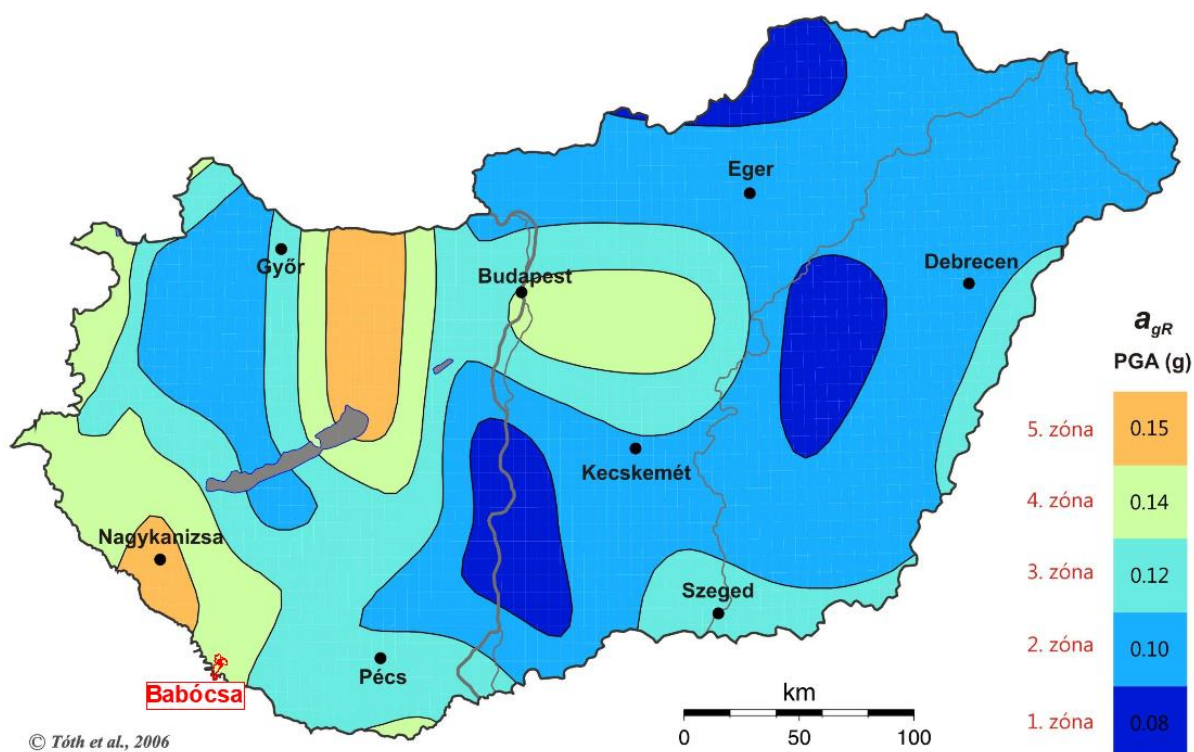 Eger
Debrecen
Győr
Budapest
Kecskemét
Nagykanizsa
Szeged
Pécs
Babócsa
a_gR
PGA (g)
5. zóna 0.15
4. zóna 0.14
3. zóna 0.12
2. zóna 0.10
1. zóna 0.08
km
0 50 100
© Tóth et al., 2006